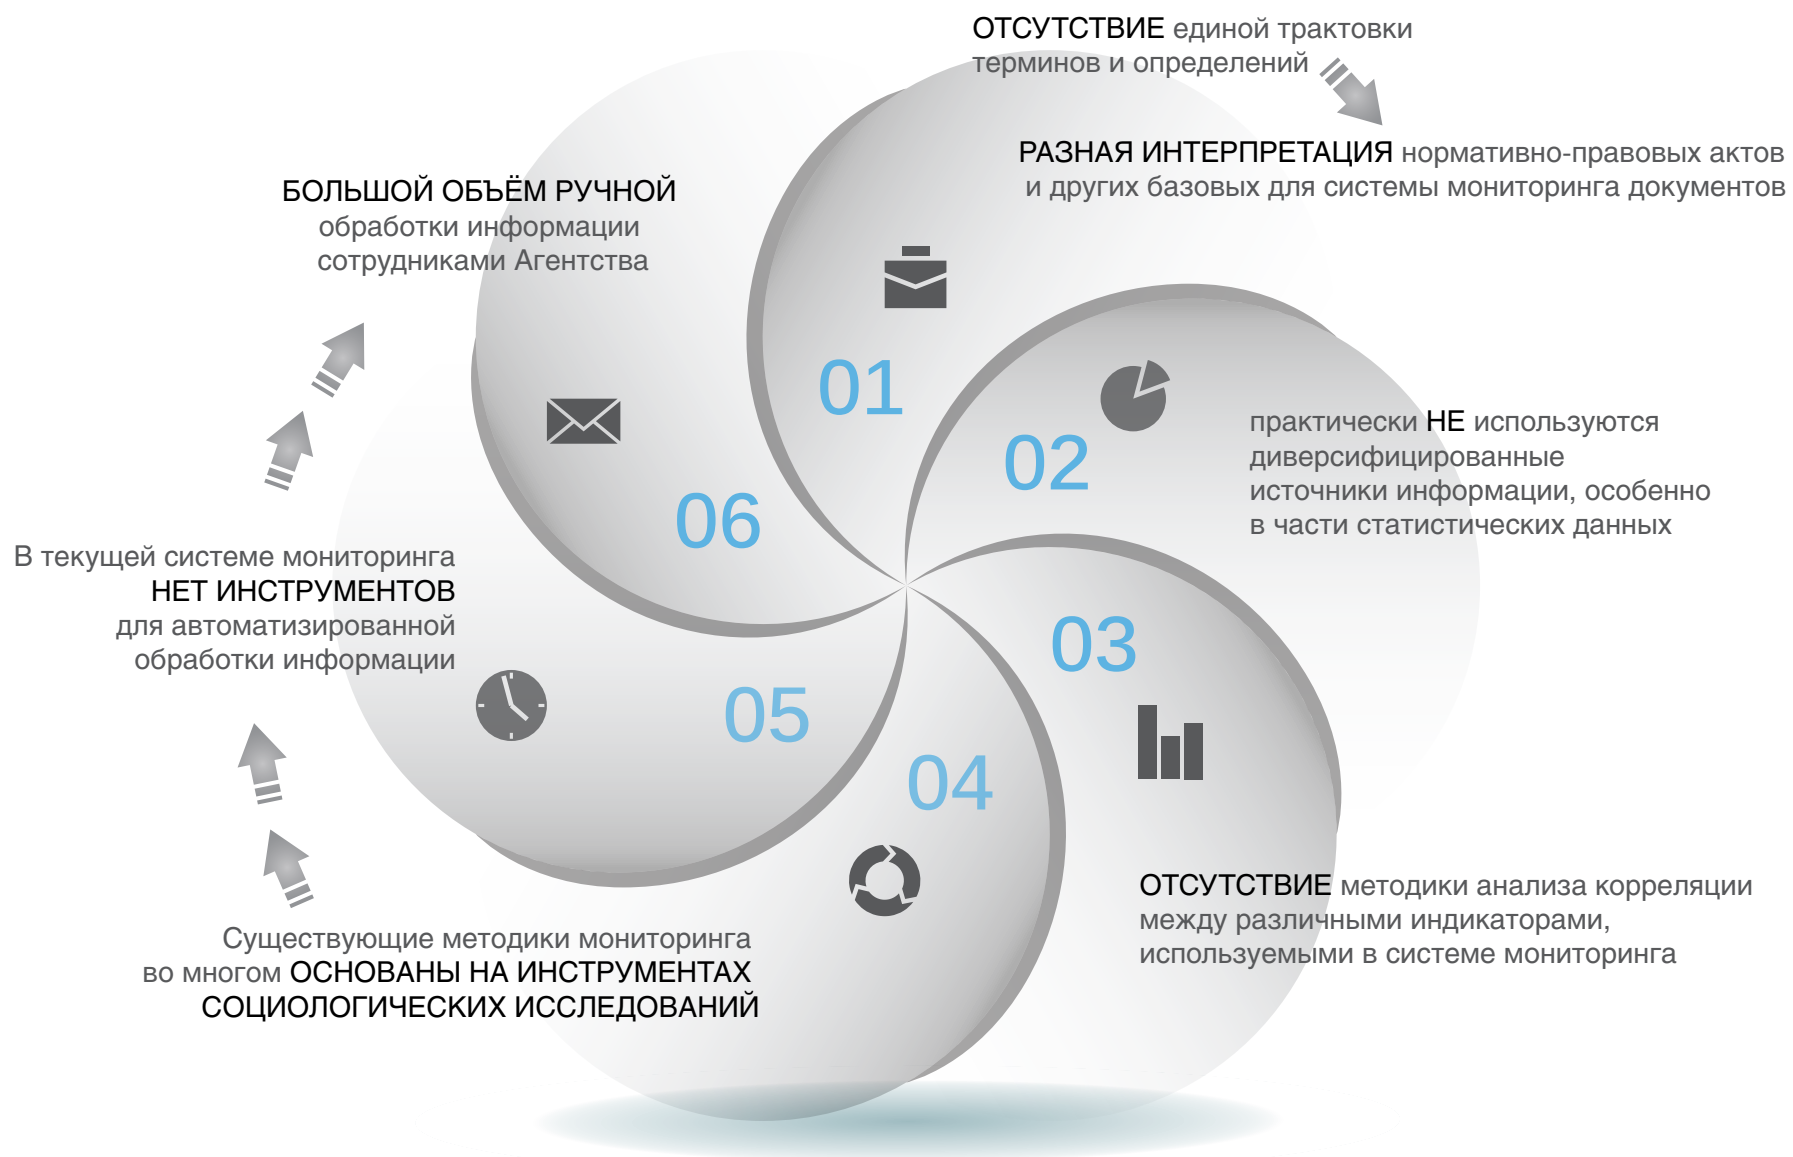 ОТСУТСТВИЕ единой трактовки
терминов и определений
РАЗНАЯ ИНТЕРПРЕТАЦИЯ нормативно-правовых актов
и других базовых для системы мониторинга документов
01
практически НЕ используются
диверсифицированные
источники информации, особенно
в части статистических данных
02
ОТСУТСТВИЕ методики анализа корреляции
между различными индикаторами,
используемыми в системе мониторинга
03
Существующие методики мониторинга
во многом ОСНОВАНЫ НА ИНСТРУМЕНТАХ
СОЦИОЛОГИЧЕСКИХ ИССЛЕДОВАНИЙ
04
В текущей системе мониторинга
НЕТ ИНСТРУМЕНТОВ
для автоматизированной
обработки информации
05
БОЛЬШОЙ ОБЪЁМ РУЧНОЙ
обработки информации
сотрудниками Агентства
06